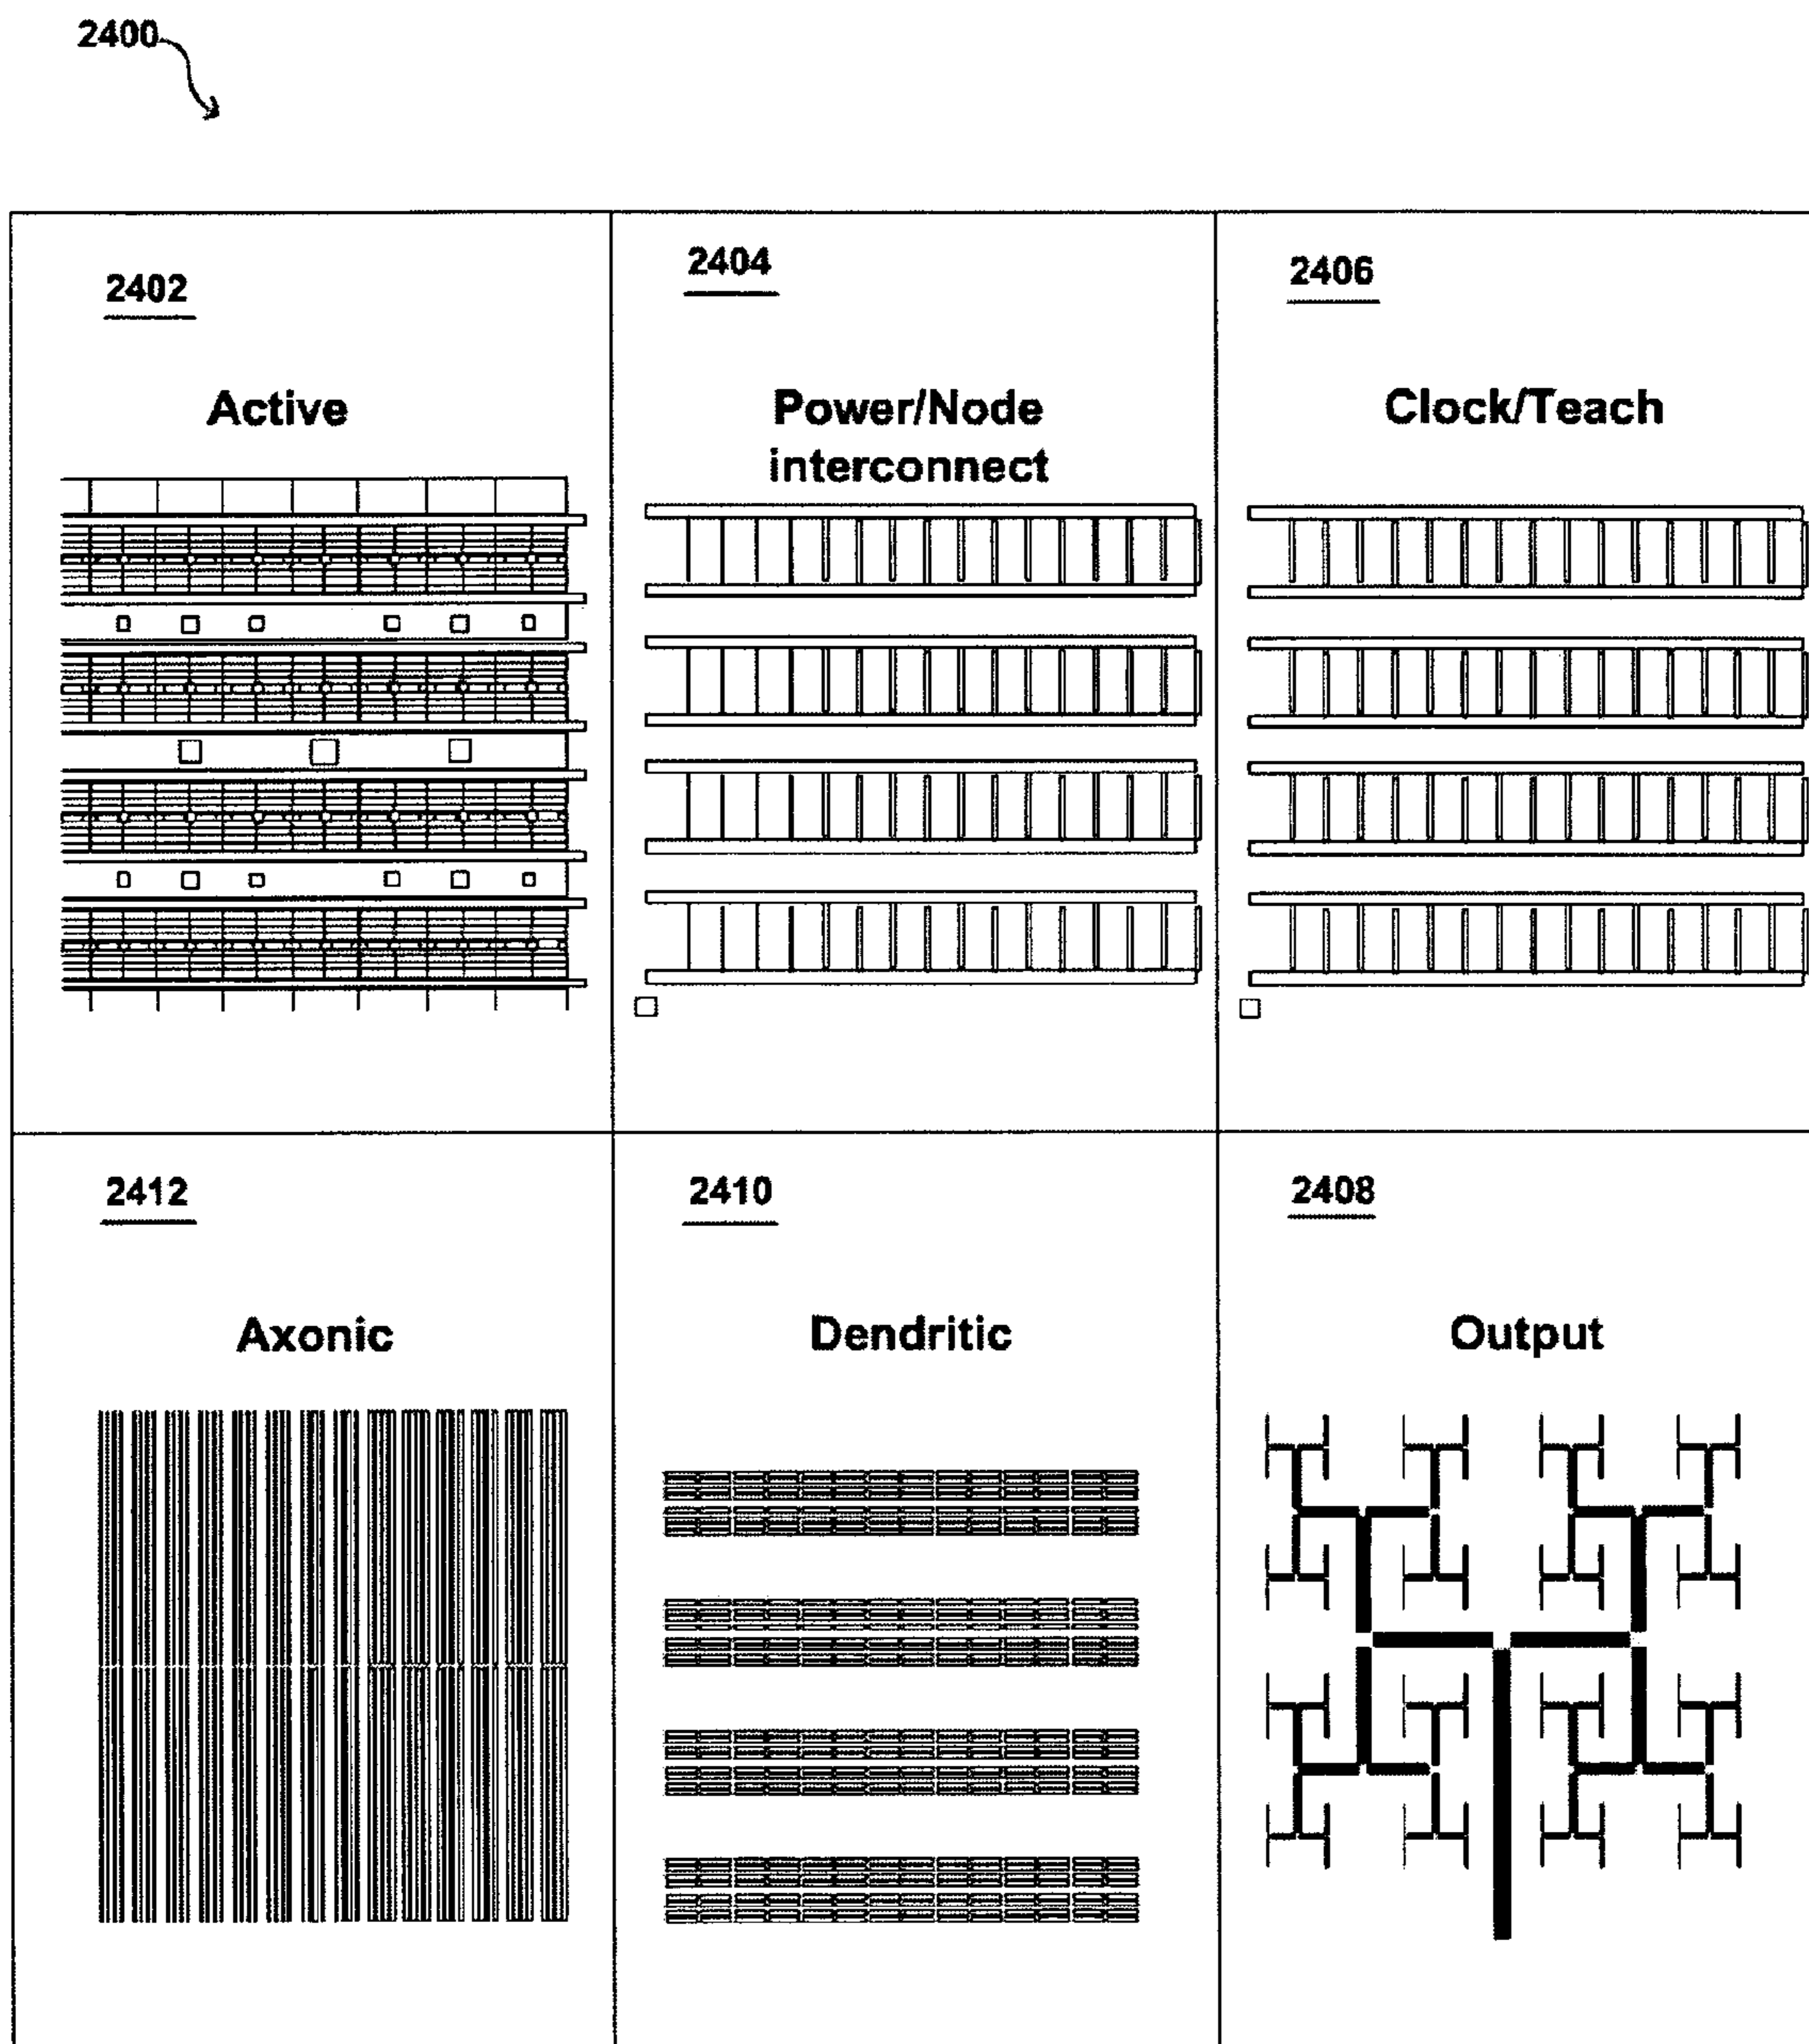 2400
2402
Active
2404
Power/Node
interconnect
2406
Clock/Teach
2412
Axonic
2410
Dendritic
2408
Output